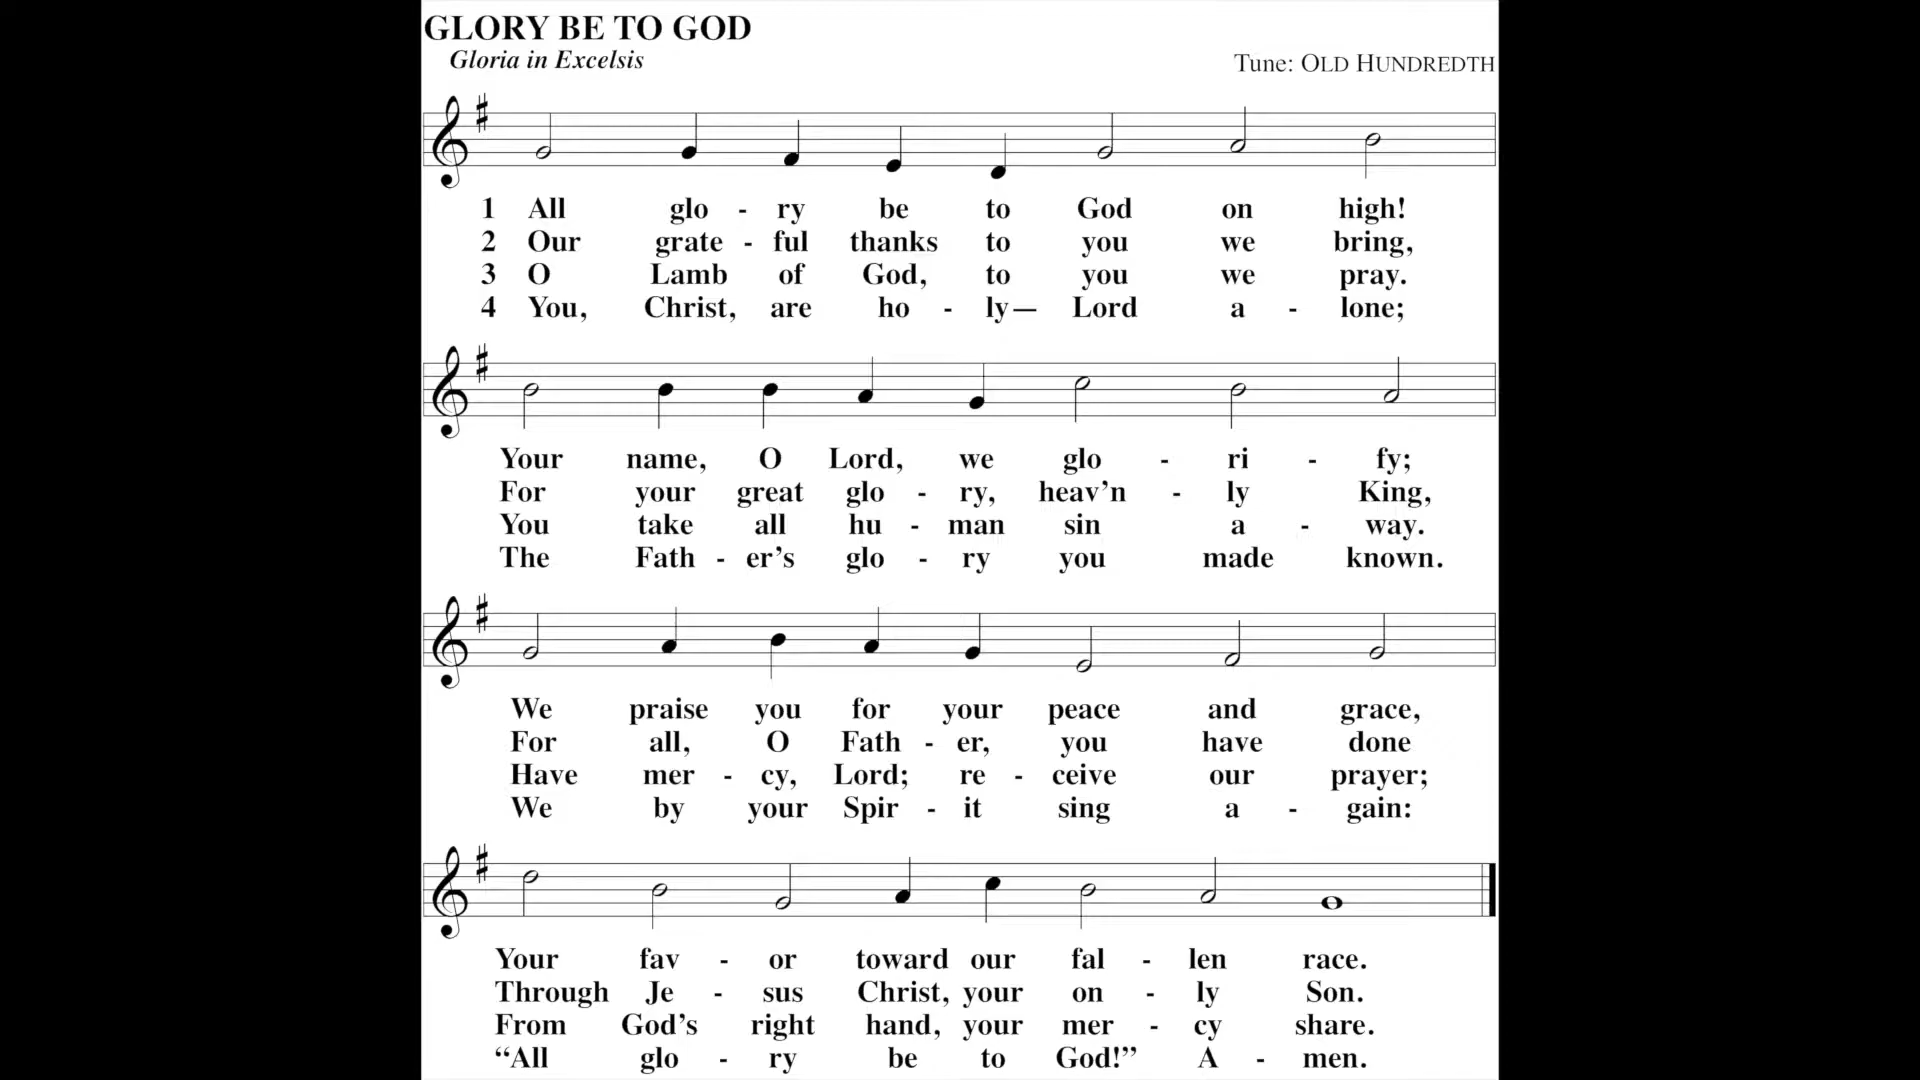 GLORY BE TO GOD
Gloria in Excelsis
Tune: OLD HUNDREDTH
1 All glo - ry be to God on high!
2 Our grate - ful thanks to you we bring,
3 O Lamb of God, to you we pray.
4 You, Christ, are ho - ly— Lord a - lone;
Your name, O Lord, we glo - ri - fy;
For your great glo - ry, heav’n - ly King,
You take all hu - man sin a - way.
The Fath - er’s glo - ry you made known.
We praise you for your peace and grace,
For all, O Fath - er, you have done
Have mer - cy, Lord; re - ceive our prayer;
We by your Spir - it sing a - gain:
Your fav - or toward our fal - len race.
Through Je - sus Christ, your on - ly Son.
From God’s right hand, your mer - cy share.
“All glo - ry be to God!” A - men.